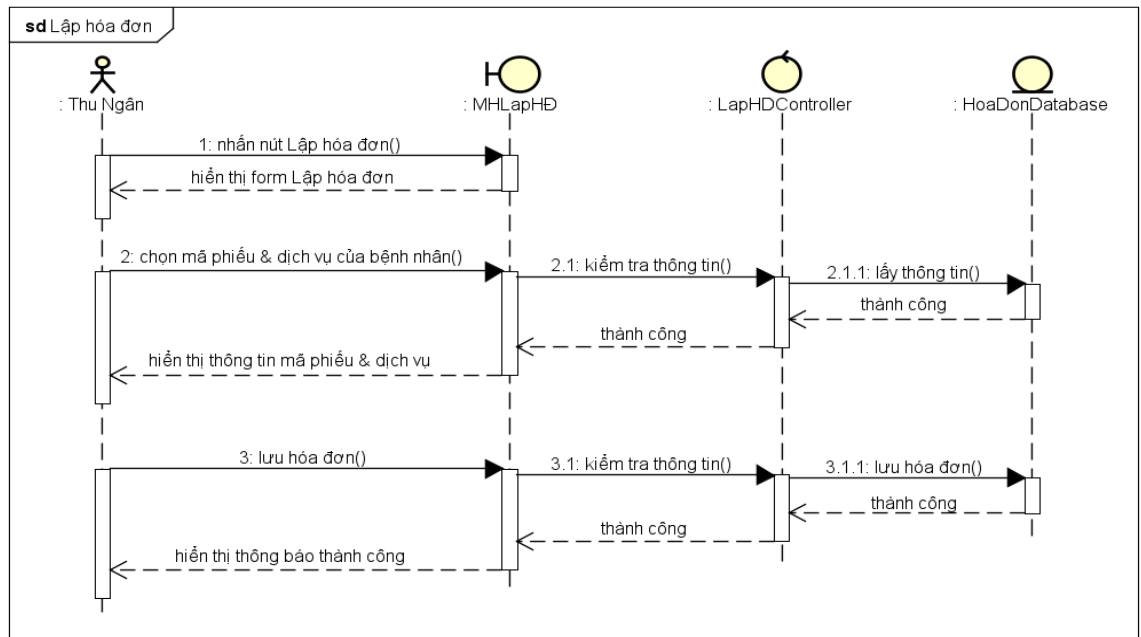 sd Lập hóa đơn
: Thu Ngân
: MHLapHĐ
: LapHDController
: HoaDonDatabase
1: nhấn nút Lập hóa đơn()
hiển thị form Lập hóa đơn
2: chọn mã phiếu & dịch vụ của bệnh nhân()
2.1: kiểm tra thông tin()
2.1.1: lấy thông tin()
thành công
thành công
hiển thị thông tin mã phiếu & dịch vụ
3: lưu hóa đơn()
3.1: kiểm tra thông tin()
3.1.1: lưu hóa đơn()
thành công
thành công
hiển thị thông báo thành công